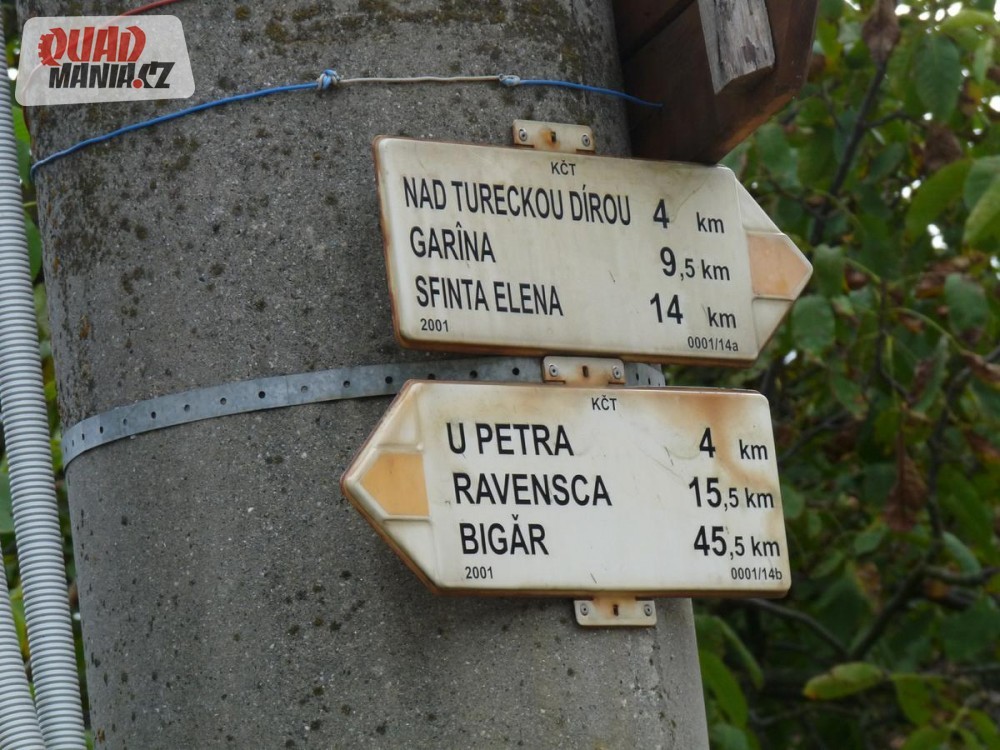 QUAD
MANIA.CZ
KČT
NAD TURECKOU DÍROU 4 km
GARÎNA 9,5 km
SFINTA ELENA 14 km
2001 0001/14a
KČT
U PETRA 4 km
RAVENSCA 15,5 km
BIGĂR 45,5 km
2001 0001/14b